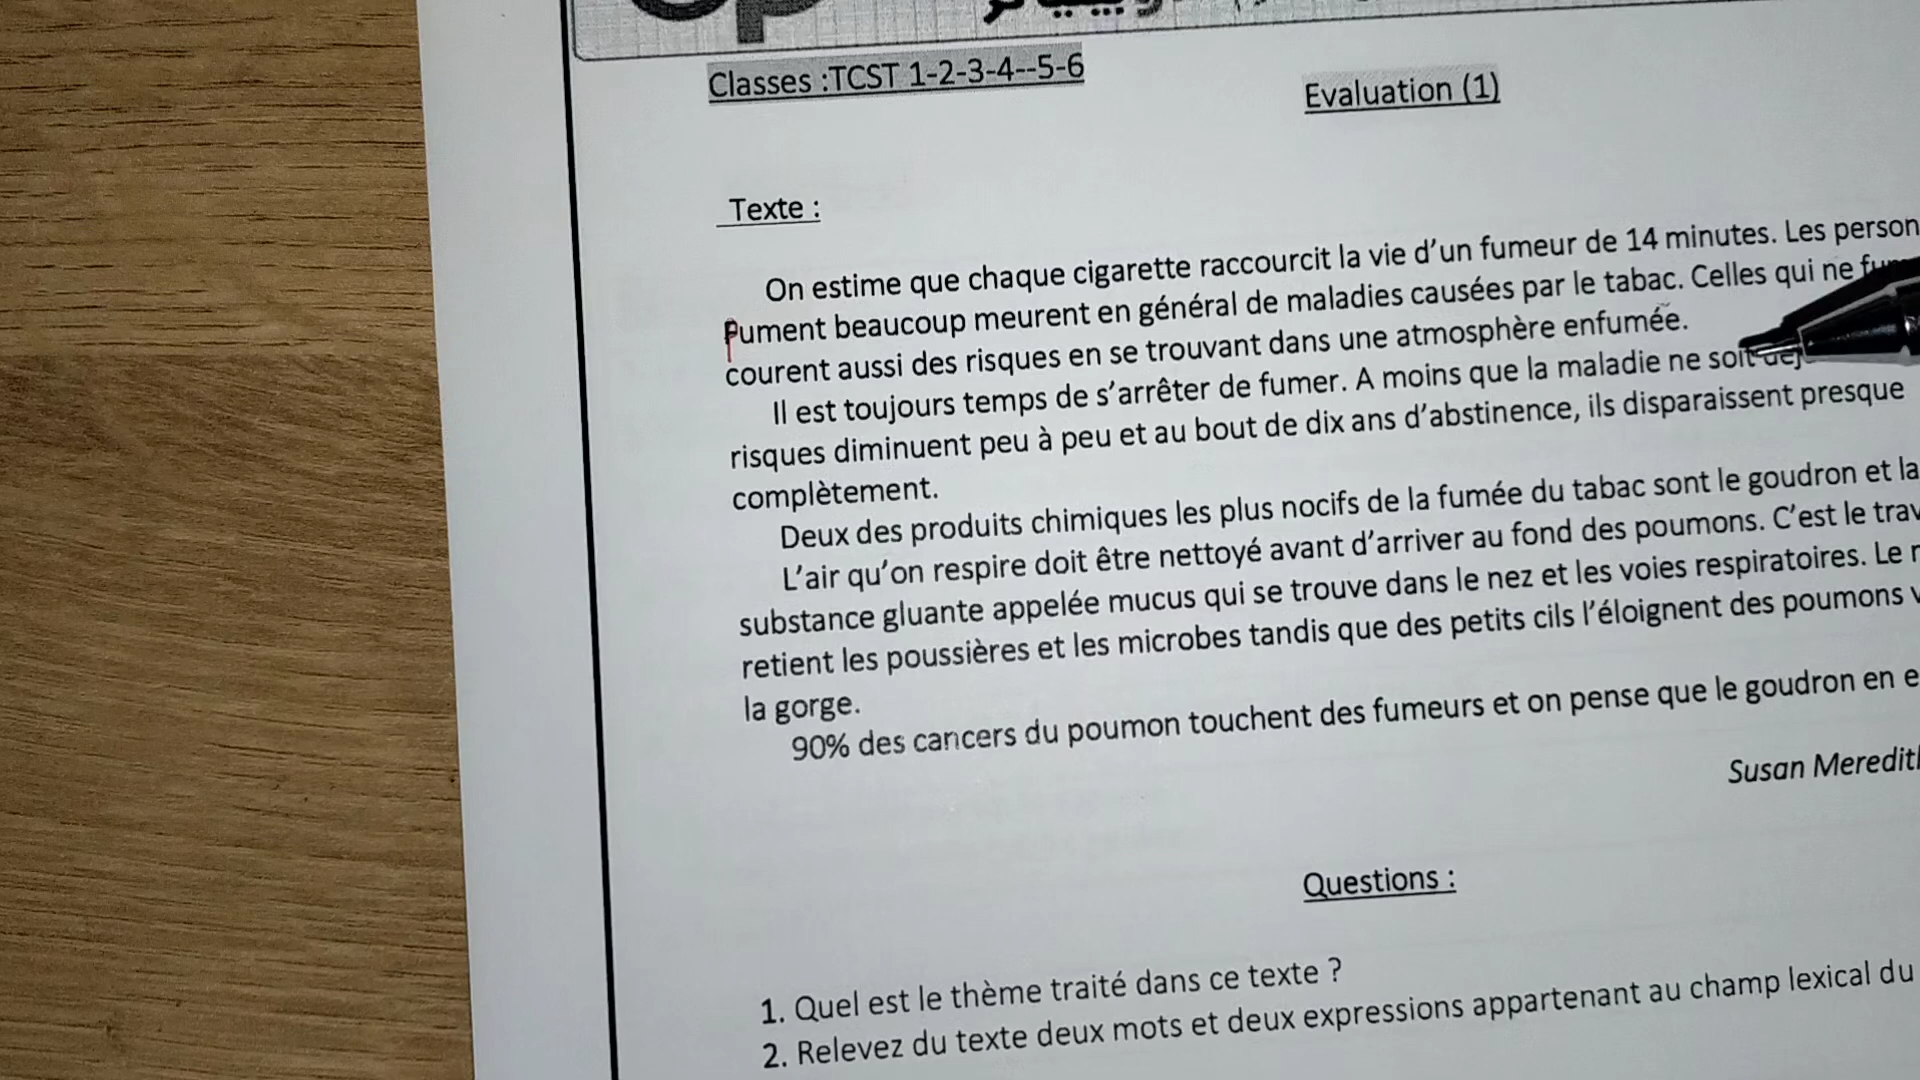 Classes :TCST 1-2-3-4--5-6
Evaluation (1)
Texte :
On estime que chaque cigarette raccourcit la vie d'un fumeur de 14 minutes. Les
Fument beaucoup meurent en général de maladies causées par le tabac. Celles qui ne
courent aussi des risques en se trouvant dans une atmosphère enfumée.
Il est toujours temps de s'arrêter de fumer. A moins que la maladie ne soit
risques diminuent peu à peu et au bout de dix ans d'abstinence, ils disparaissent presque
complètement.
Deux des produits chimiques les plus nocifs de la fumée du tabac sont le goudron et la
L'air qu'on respire doit être nettoyé avant d'arriver au fond des poumons. C'est le
substance gluante appelée mucus qui se trouve dans le nez et les voies respiratoires. Le
retient les poussières et les microbes tandis que des petits cils l'éloignent des poumons
la gorge.
90% des cancers du poumon touchent des fumeurs et on pense que le goudron en
Susan
Questions :
1. Quel est le thème traité dans ce texte ?
2. Relevez du texte deux mots et deux expressions appartenant au champ lexical du